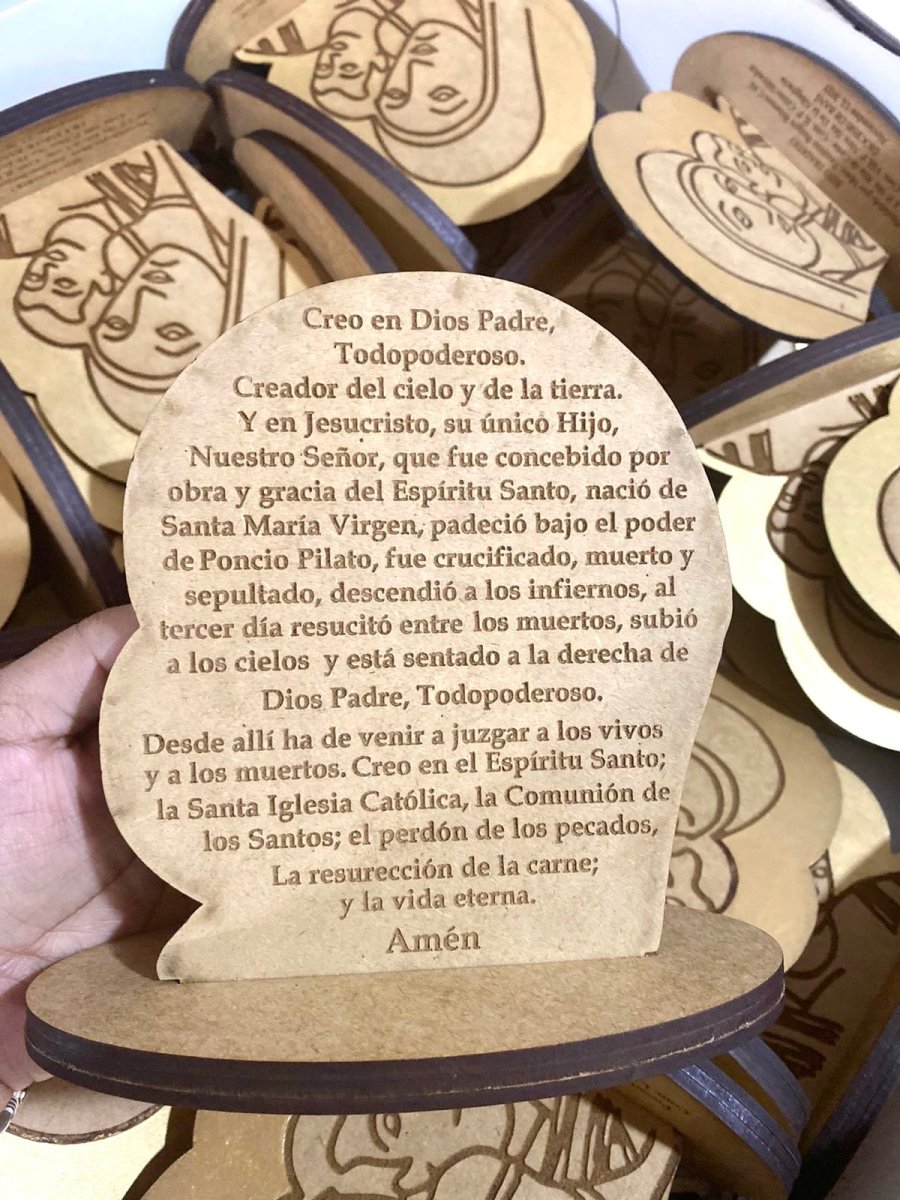 Creo en Dios Padre,
Todopoderoso.
Creador del cielo y de la tierra.
Y en Jesucristo, su único Hijo,
Nuestro Señor, que fue concebido por
obra y gracia del Espíritu Santo, nació de
Santa María Virgen, padeció bajo el poder
de Poncio Pilato, fue crucificado, muerto y
sepultado, descendió a los infiernos, al
tercer día resucitó entre los muertos, subió
a los cielos y está sentado a la derecha de
Dios Padre, Todopoderoso.
Desde allí ha de venir a juzgar a los vivos
y a los muertos. Creo en el Espíritu Santo;
la Santa Iglesia Católica, la Comunión de
los Santos; el perdón de los pecados,
La resurección de la carne;
y la vida eterna.
Amén